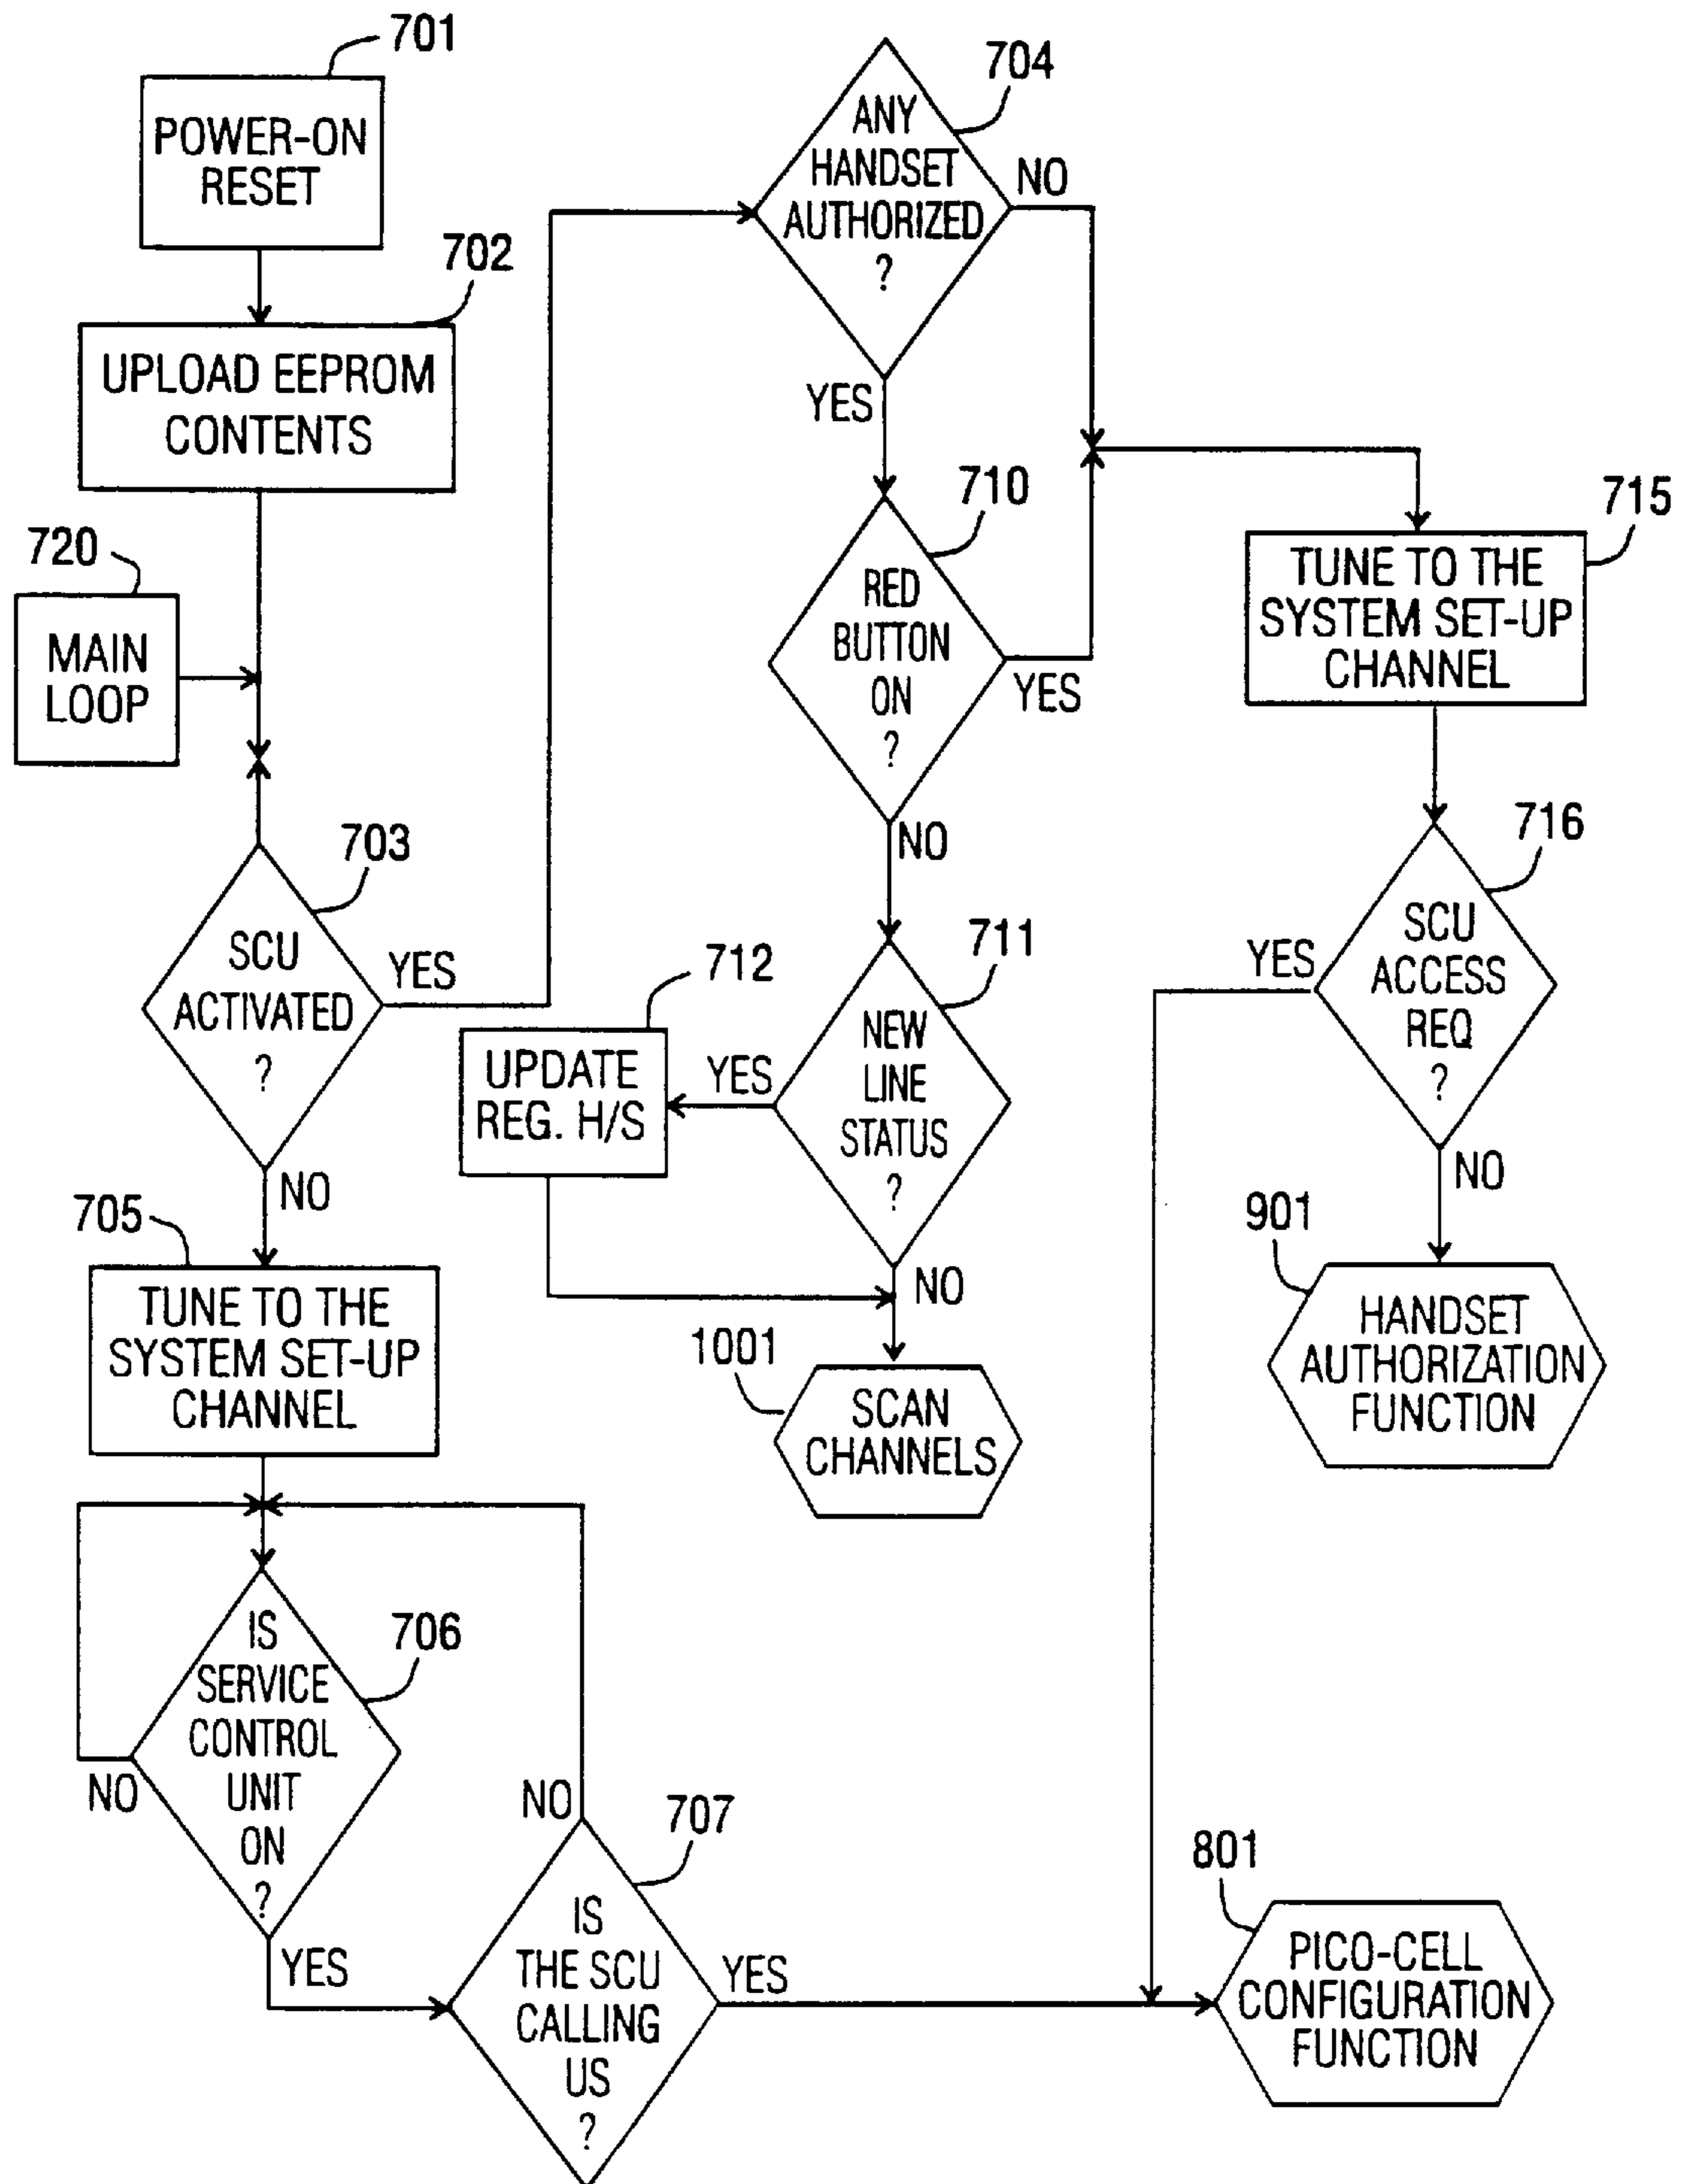 701
POWER-ON
RESET
702
UPLOAD EEPROM
CONTENTS
720
MAIN
LOOP
703
SCU
ACTIVATED
?
YES
NO
705
TUNE TO THE
SYSTEM SET-UP
CHANNEL
706
IS
SERVICE
CONTROL
UNIT
ON
?
NO
YES
707
NO
IS
THE SCU
CALLING
US
?
YES
704
ANY
HANDSET
AUTHORIZED
?
NO
YES
710
RED
BUTTON
ON
?
YES
NO
711
NEW
LINE
STATUS
?
YES
NO
712
UPDATE
REG. H/S
1001
SCAN
CHANNELS
715
TUNE TO THE
SYSTEM SET-UP
CHANNEL
716
SCU
ACCESS
REQ
?
YES
NO
901
HANDSET
AUTHORIZATION
FUNCTION
801
PICO-CELL
CONFIGURATION
FUNCTION